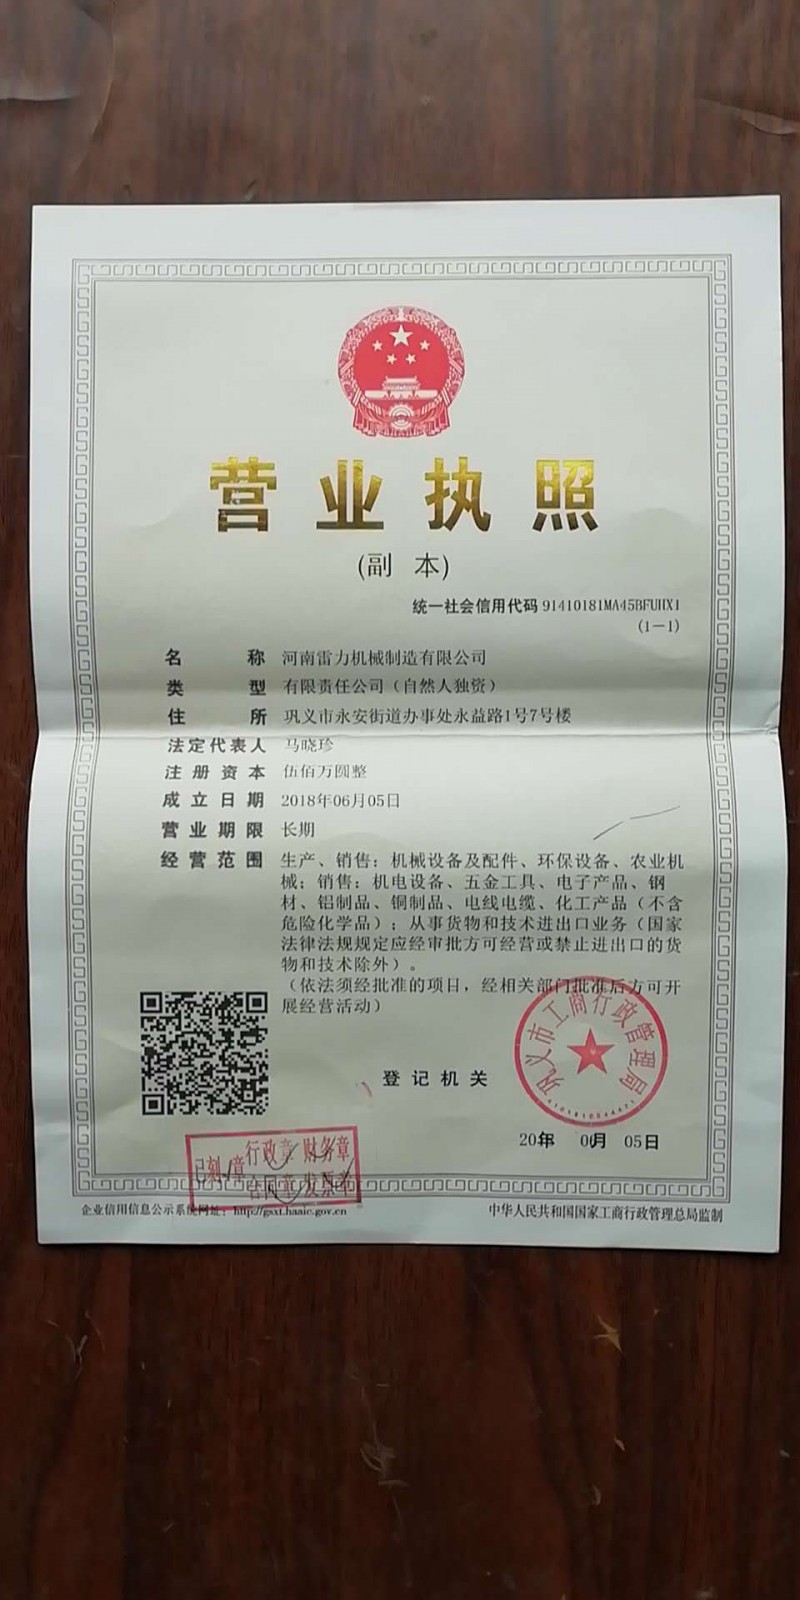 营业执照
(副 本)
统一社会信用代码 91410181MA45BFUHX1
(1-1)
名 称 河南雷力机械制造有限公司
类 型 有限责任公司（自然人独资）
住 所 巩义市永安街道办事处永益路1号7号楼
法定代表人 马晓珍
注册资本 伍佰万圆整
成立日期 2018年06月05日
营业期限 长期
经营范围 生产、销售：机械设备及配件、环保设备、农业机
械；销售：机电设备、五金工具、电子产品、钢
材、铝制品、铜制品、电线电缆、化工产品（不含
危险化学品）；从事货物和技术进出口业务（国家
法律法规规定应经审批方可经营或禁止进出口的货
物和技术除外）。
（依法须经批准的项目，经相关部门批准后方可开
展经营活动）
巩义市工商行政管理局
登记机关
20年 0月 05日
已刻 章 行政章 财务章
合同章 发票章
企业信用信息公示系统网址：http://gsxt.haaic.gov.cn
中华人民共和国国家工商行政管理总局监制